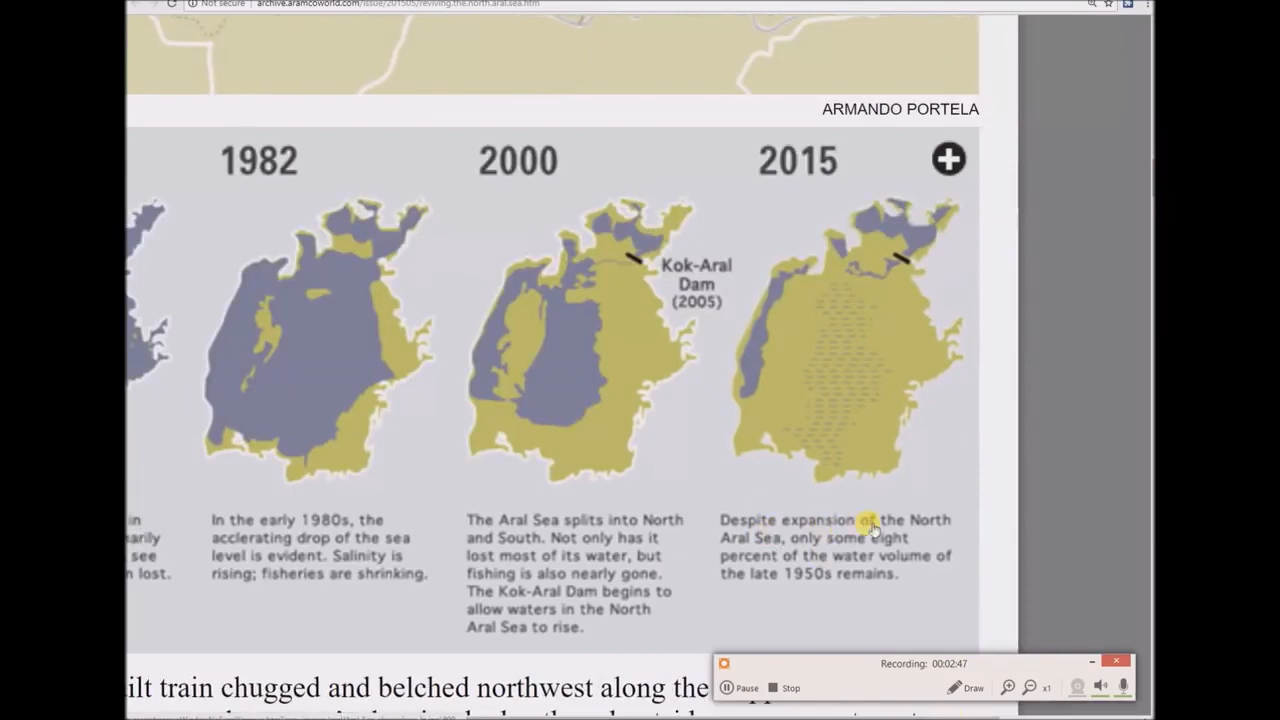 Not secure | archive.aramcoworld.com/issue/201505/reviving.the.north.aral.sea.htm
ARMANDO PORTELA
1982
2000
2015
Kok-Aral
Dam
(2005)
in
see
lost.
In the early 1980s, the
acclerating drop of the sea
level is evident. Salinity is
rising; fisheries are shrinking.
The Aral Sea splits into North
and South. Not only has it
lost most of its water, but
fishing is also nearly gone.
The Kok-Aral Dam begins to
allow waters in the North
Aral Sea to rise.
Despite expansion of the North
Aral Sea, only some eight
percent of the water volume of
the late 1950s remains.
train chugged and belched northwest along the
Recording: 00:02:47
Pause
Stop
Draw
x1